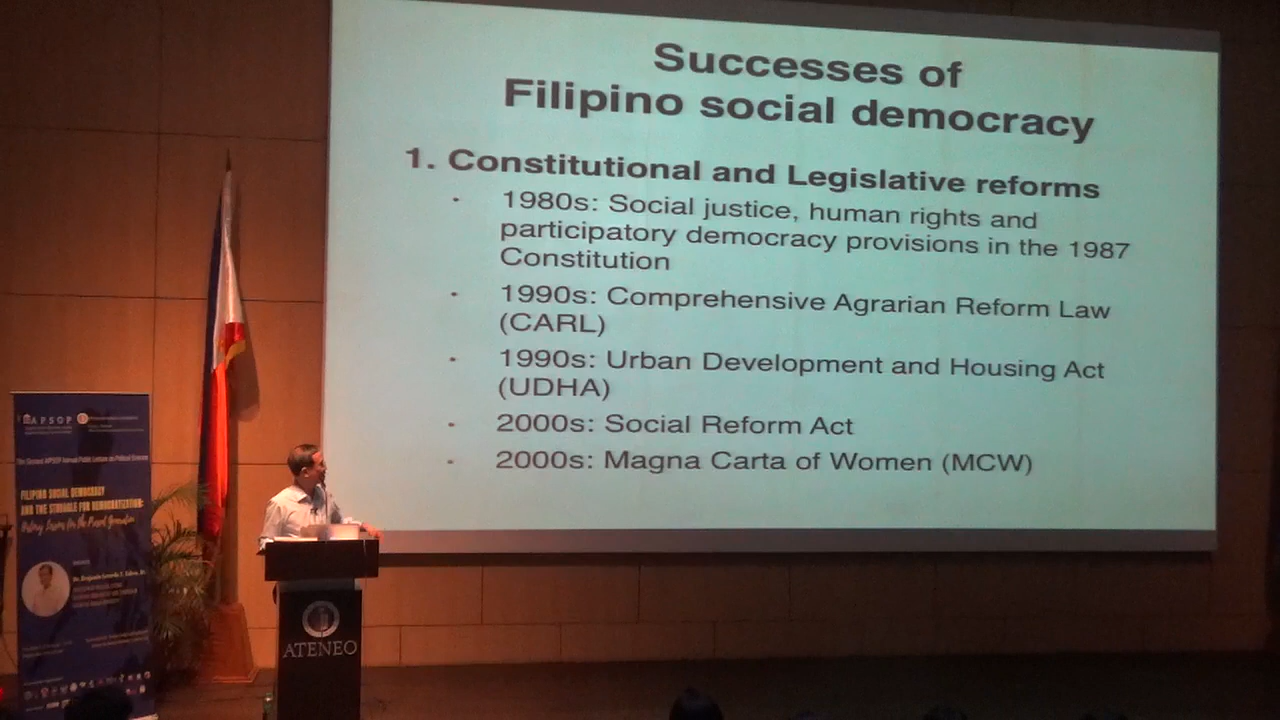 Successes of
Filipino social democracy
1. Constitutional and Legislative reforms
• 1980s: Social justice, human rights and
participatory democracy provisions in the 1987
Constitution
• 1990s: Comprehensive Agrarian Reform Law
(CARL)
• 1990s: Urban Development and Housing Act
(UDHA)
• 2000s: Social Reform Act
• 2000s: Magna Carta of Women (MCW)
APSOP
FILIPINO SOCIAL DEMOCRACY
AND THE STRUGGLE FOR DEMOCRATIZATION:
ATENEO